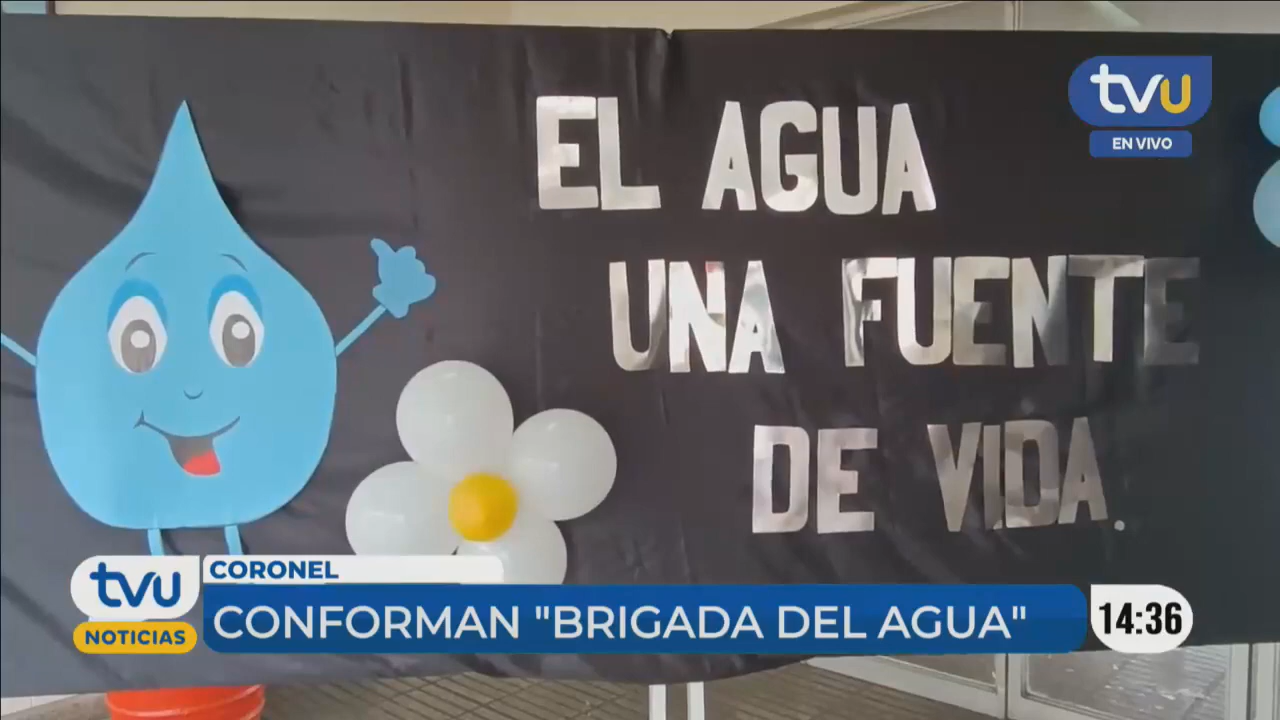 EL AGUA
UNA FUENTE
DE VIDA.
tvu
EN VIVO
tvu
NOTICIAS
CORONEL
CONFORMAN "BRIGADA DEL AGUA"
14:36